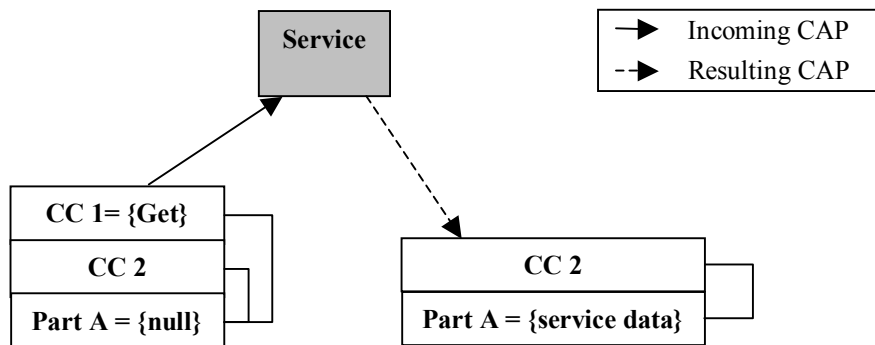 Service
Incoming CAP
Resulting CAP
CC 1= {Get}
CC 2
Part A = {null}
CC 2
Part A = {service data}